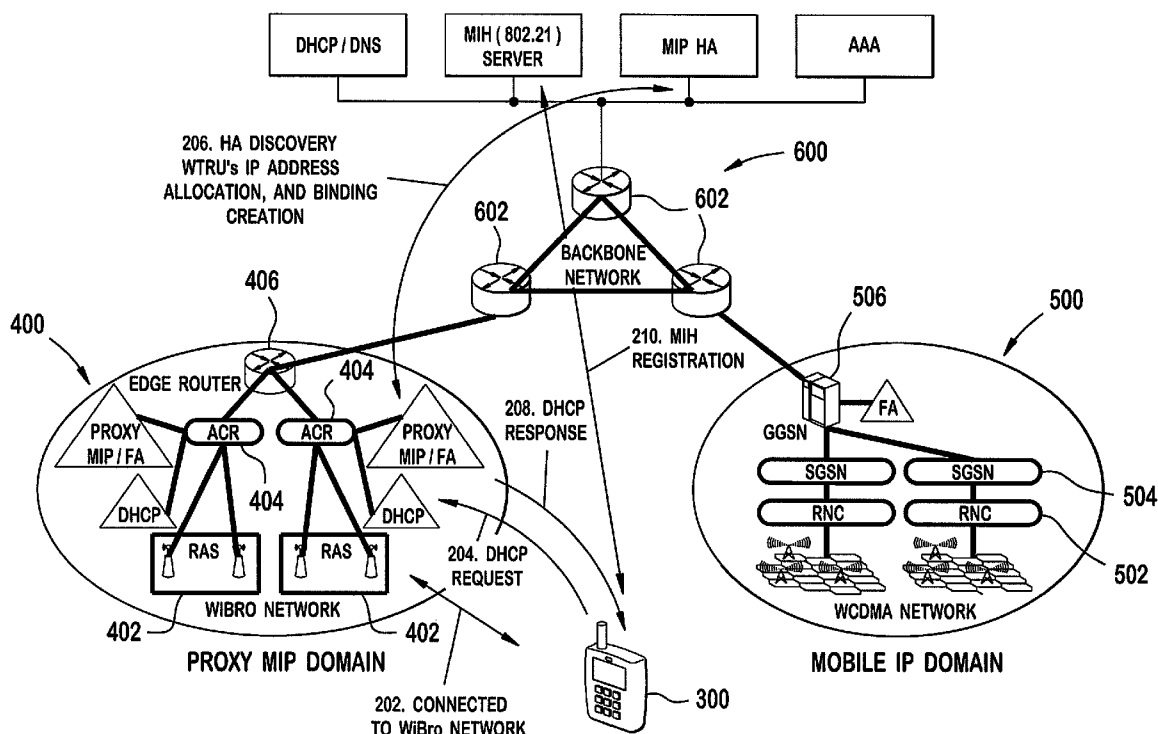 DHCP / DNS
MIH ( 802.21 )
SERVER
MIP HA
AAA
206. HA DISCOVERY
WTRU's IP ADDRESS
ALLOCATION, AND BINDING
CREATION
600
602
602
BACKBONE
NETWORK
406
400
506
500
210. MIH
REGISTRATION
EDGE ROUTER
404
208. DHCP
RESPONSE
PROXY
MIP / FA
ACR
ACR
PROXY
MIP / FA
404
GGSN
FA
DHCP
DHCP
SGSN
SGSN
504
RNC
RNC
502
RAS
RAS
204. DHCP
REQUEST
WIBRO NETWORK
WCDMA NETWORK
402
402
PROXY MIP DOMAIN
MOBILE IP DOMAIN
202. CONNECTED
TO WiBro NETWORK
300